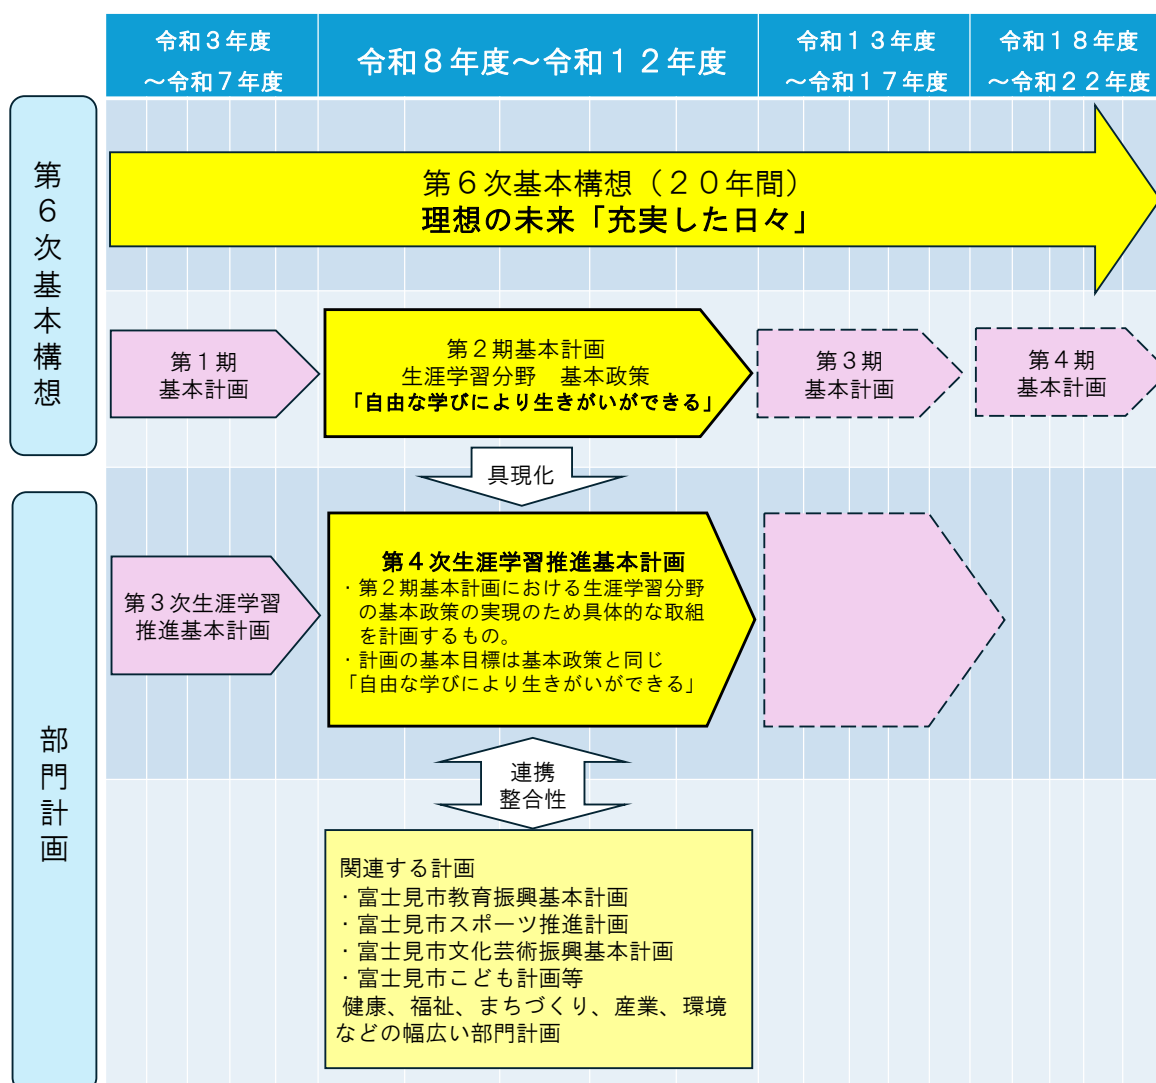 令和３年度
～令和７年度
令和８年度～令和１２年度
令和１３年度
～令和１７年度
令和１８年度
～令和２２年度
第６次基本構想
第６次基本構想（２０年間）
理想の未来「充実した日々」
第１期
基本計画
第２期基本計画
生涯学習分野　基本政策
「自由な学びにより生きがいができる」
第３期
基本計画
第４期
基本計画
具現化
部門計画
第３次生涯学習
推進基本計画
第４次生涯学習推進基本計画
・第２期基本計画における生涯学習分野
の基本政策の実現のため具体的な取組
を計画するもの。
・計画の基本目標は基本政策と同じ
「自由な学びにより生きがいができる」
連携
整合性
関連する計画
・富士見市教育振興基本計画
・富士見市スポーツ推進計画
・富士見市文化芸術振興基本計画
・富士見市こども計画等
健康、福祉、まちづくり、産業、環境
などの幅広い部門計画